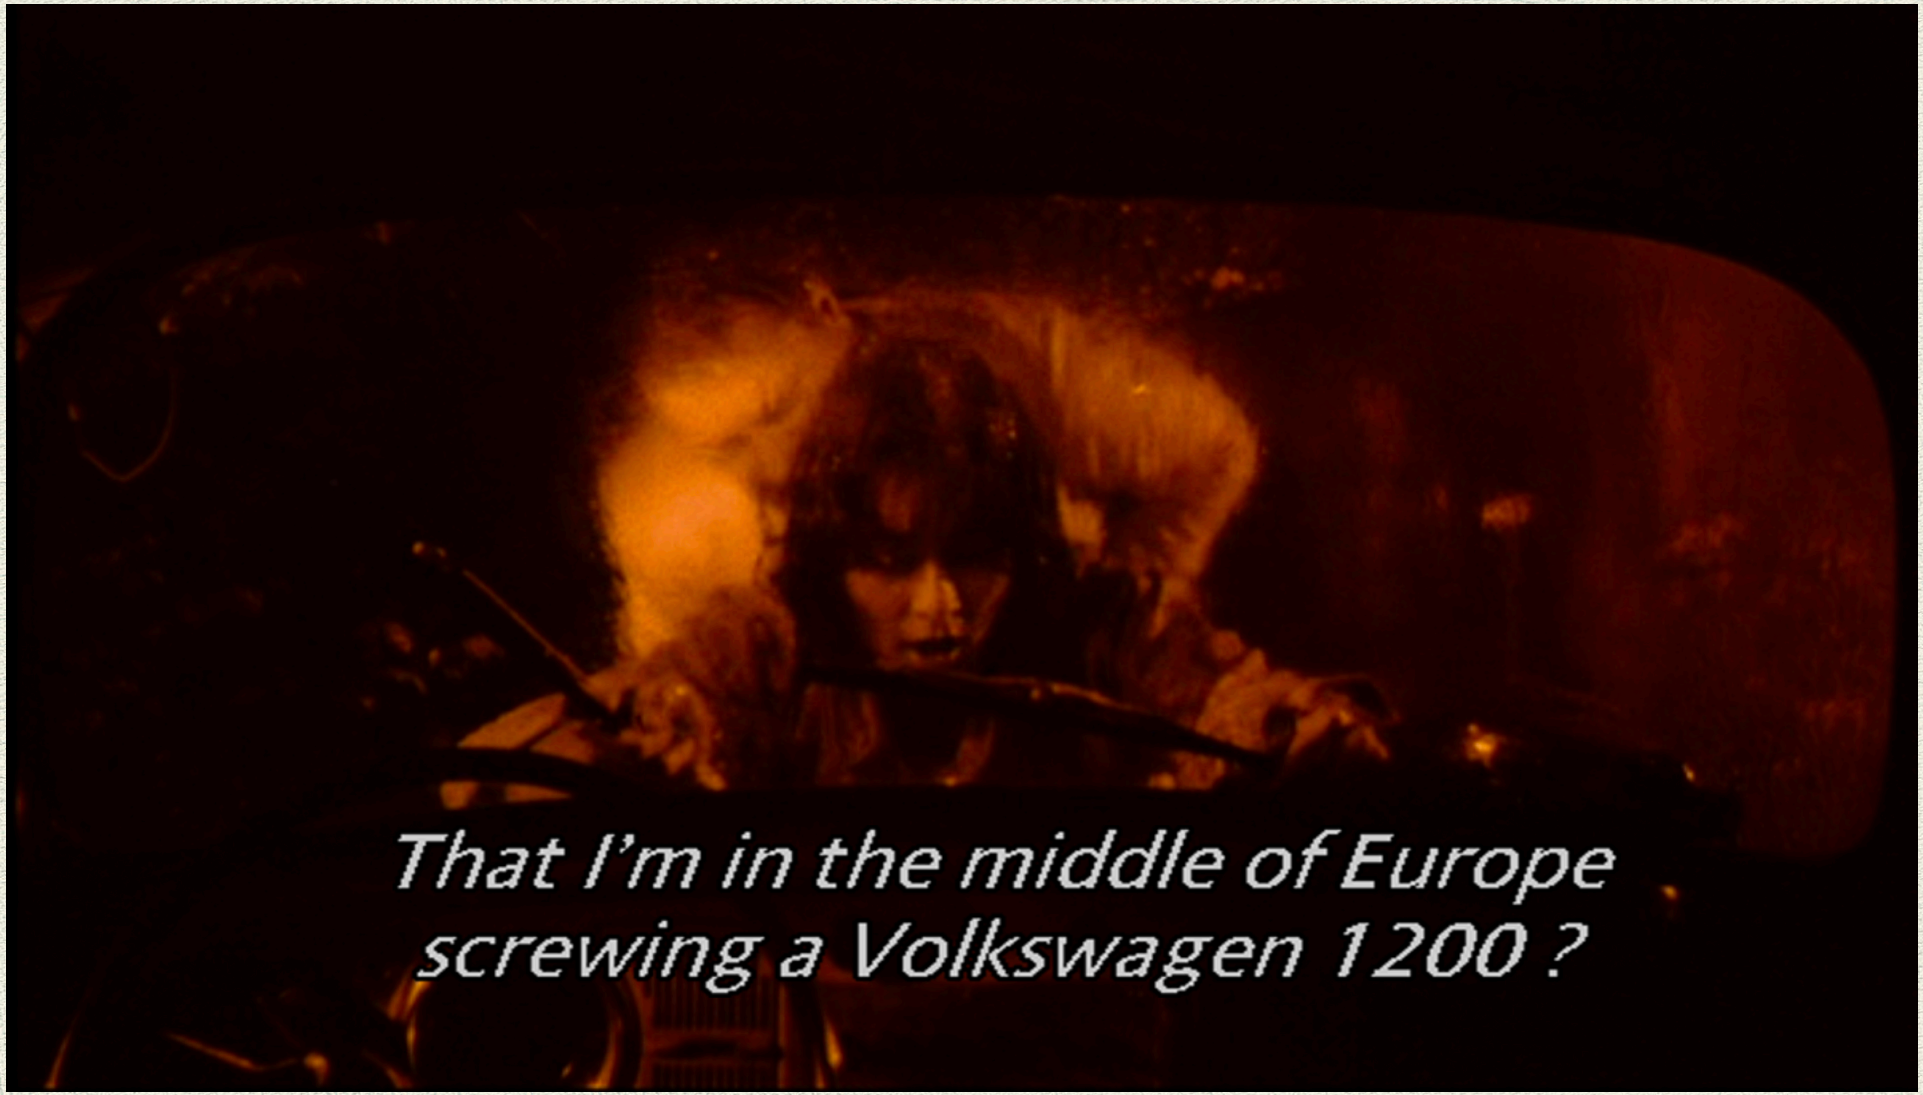 That I'm in the middle of Europe
screwing a Volkswagen 1200 ?